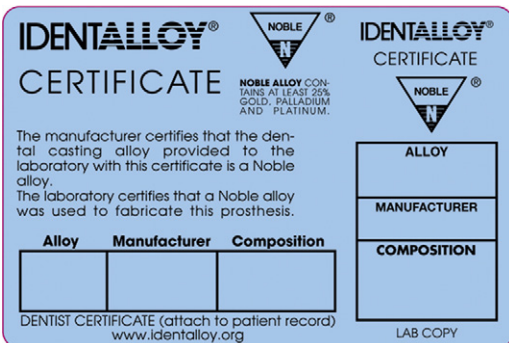 IDENTALLOY®
CERTIFICATE
NOBLE ®
N
NOBLE ALLOY CON-
TAINS AT LEAST 25%
GOLD, PALLADIUM
AND PLATINUM.
The manufacturer certifies that the den-
tal casting alloy provided to the
laboratory with this certificate is a Noble
alloy.
The laboratory certifies that a Noble alloy
was used to fabricate this prosthesis.
Alloy Manufacturer Composition
DENTIST CERTIFICATE (attach to patient record)
www.identalloy.org
IDENTALLOY®
CERTIFICATE
NOBLE ®
N
ALLOY
MANUFACTURER
COMPOSITION
LAB COPY